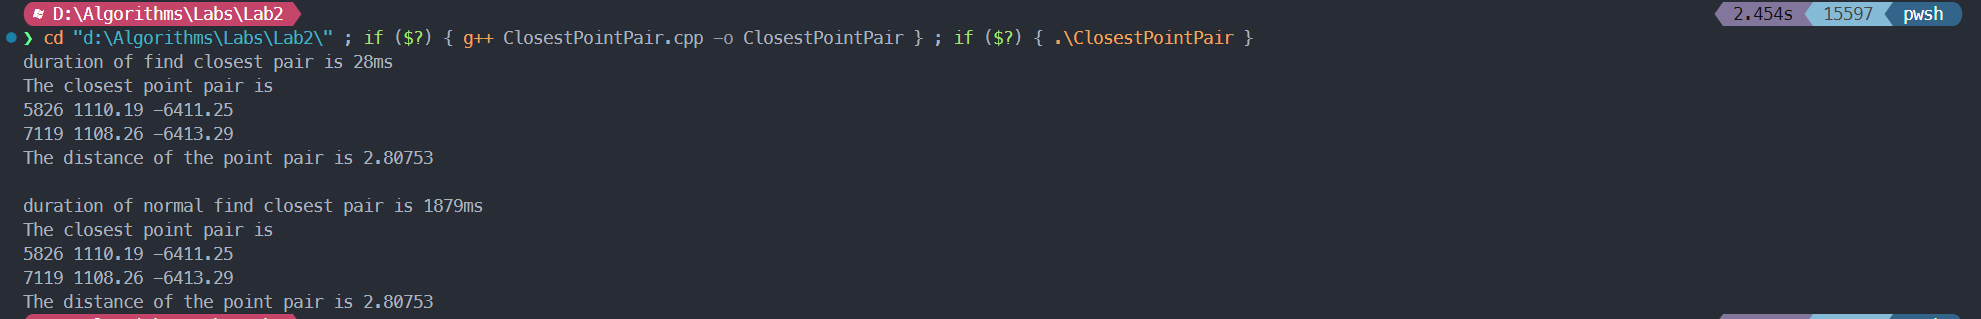 D:\Algorithms\Labs\Lab2 2.454s 15597 pwsh
❯ cd "d:\Algorithms\Labs\Lab2\" ; if ($?) { g++ ClosestPointPair.cpp -o ClosestPointPair } ; if ($?) { .\ClosestPointPair }
duration of find closest pair is 28ms
The closest point pair is
5826 1110.19 -6411.25
7119 1108.26 -6413.29
The distance of the point pair is 2.80753
duration of normal find closest pair is 1879ms
The closest point pair is
5826 1110.19 -6411.25
7119 1108.26 -6413.29
The distance of the point pair is 2.80753